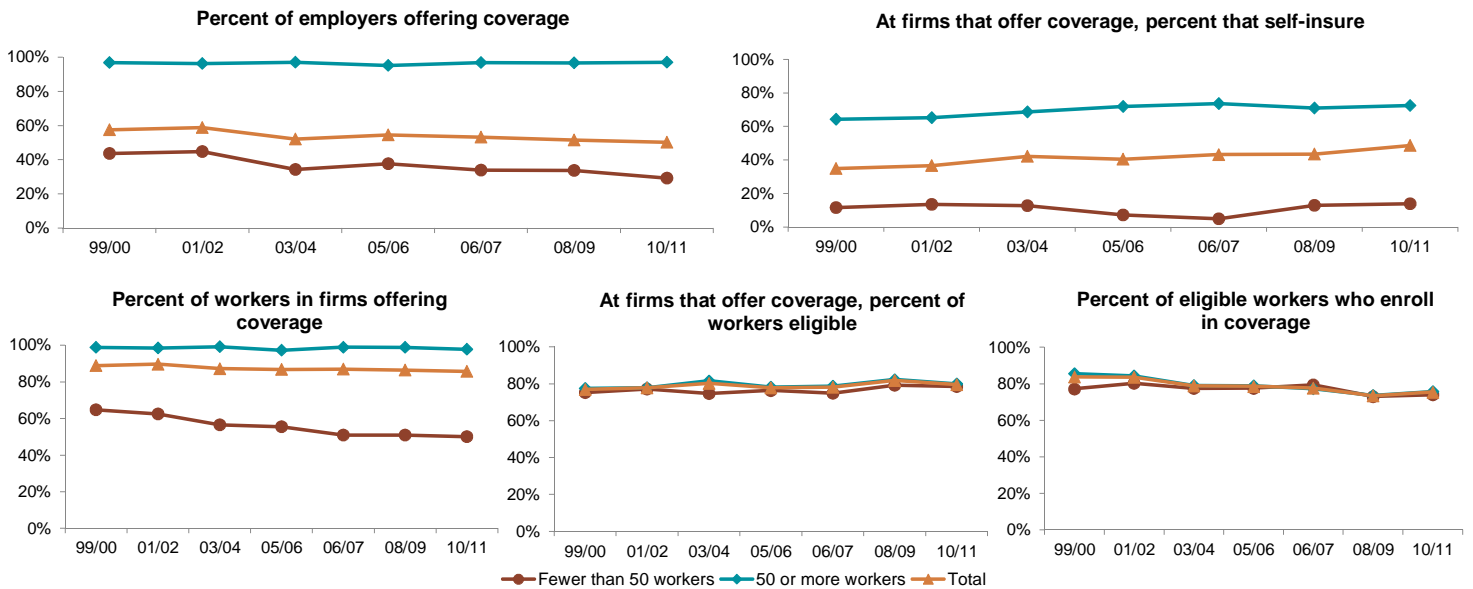 Percent of employers offering coverage
100%
80%
60%
40%
20%
0%
99/00 01/02 03/04 05/06 06/07 08/09 10/11
At firms that offer coverage, percent that self-insure
100%
80%
60%
40%
20%
0%
99/00 01/02 03/04 05/06 06/07 08/09 10/11
Percent of workers in firms offering
coverage
100%
80%
60%
40%
20%
0%
99/00 01/02 03/04 05/06 06/07 08/09 10/11
At firms that offer coverage, percent of
workers eligible
100%
80%
60%
40%
20%
0%
99/00 01/02 03/04 05/06 06/07 08/09 10/11
Percent of eligible workers who enroll
in coverage
100%
80%
60%
40%
20%
0%
99/00 01/02 03/04 05/06 06/07 08/09 10/11
Fewer than 50 workers 50 or more workers Total